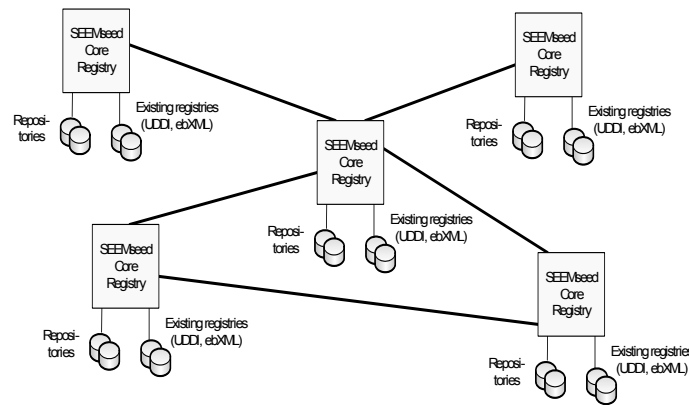 SEEMseed
Core
Registry
Reposi-
tories
Existing registries
(UDDI, ebXML)
SEEMseed
Core
Registry
Reposi-
tories
Existing registries
(UDDI, ebXML)
SEEMseed
Core
Registry
Reposi-
tories
Existing registries
(UDDI, ebXML)
SEEMseed
Core
Registry
Reposi-
tories
Existing registries
(UDDI, ebXML)
SEEMseed
Core
Registry
Reposi-
tories
Existing registries
(UDDI, ebXML)